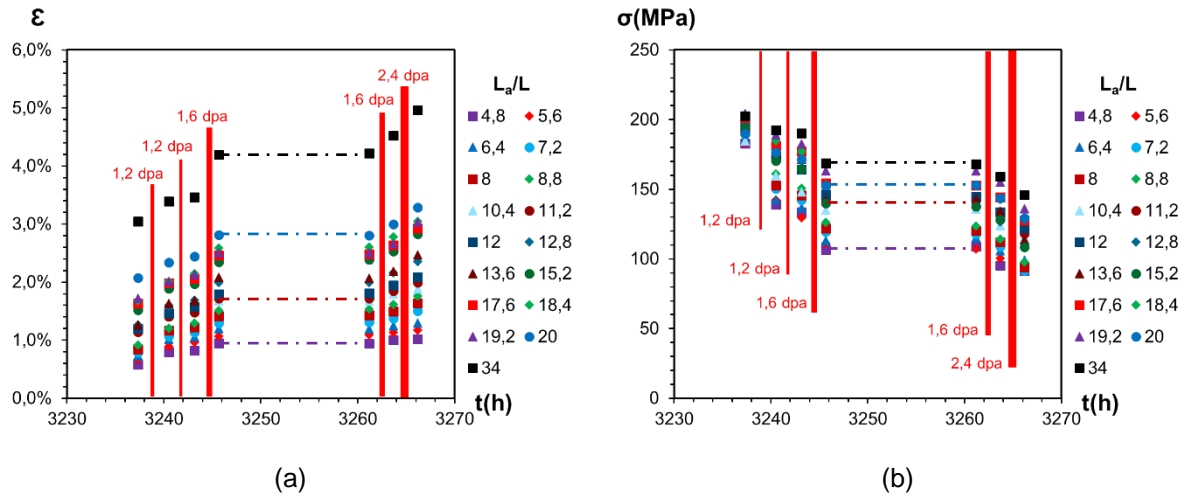 ε
6,0%
5,0%
4,0%
3,0%
2,0%
1,0%
0,0%
3230 3240 3250 3260 3270
t(h)
1,2 dpa
1,2 dpa
1,6 dpa
1,6 dpa
2,4 dpa
Lₐ/L
4,8 5,6
6,4 7,2
8 8,8
10,4 11,2
12 12,8
13,6 15,2
17,6 18,4
19,2 20
34
(a)
σ(MPa)
250
200
150
100
50
0
3230 3240 3250 3260 3270
t(h)
1,2 dpa
1,2 dpa
1,6 dpa
1,6 dpa
2,4 dpa
Lₐ/L
4,8 5,6
6,4 7,2
8 8,8
10,4 11,2
12 12,8
13,6 15,2
17,6 18,4
19,2 20
34
(b)